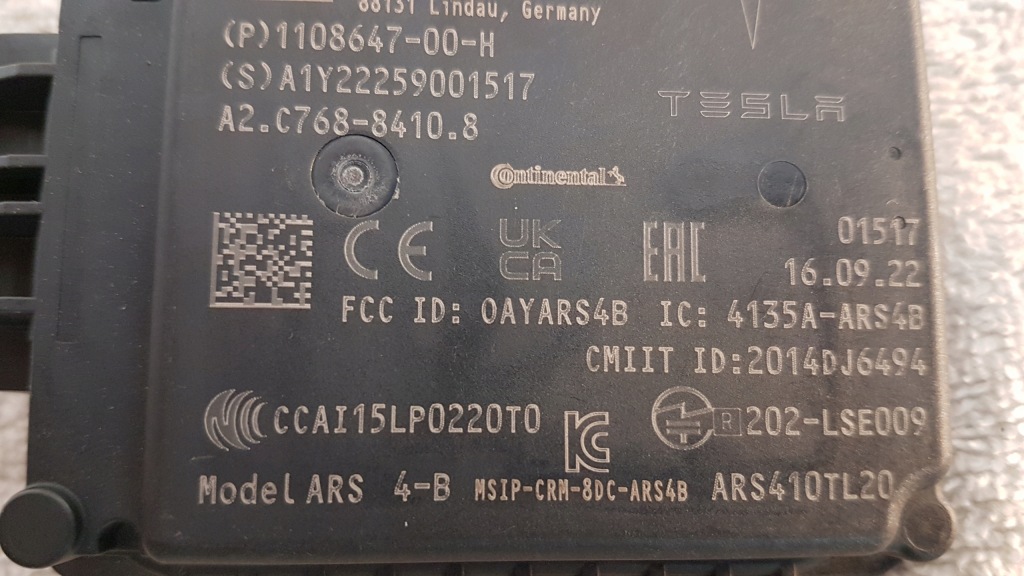 88131 Lindau, Germany
(P)1108647-00-H
(S)A1Y22259001517
A2.C768-8410.8
TESLA
Continental
CE
UK
CA
EAC
01517
16.09.22
FCC ID: OAYARS4B IC: 4135A-ARS4B
CMIIT ID:2014DJ6494
CCAI15LP0220T0
R 202-LSE009
Model ARS 4-B MSIP-CRM-8DC-ARS4B ARS410TL20